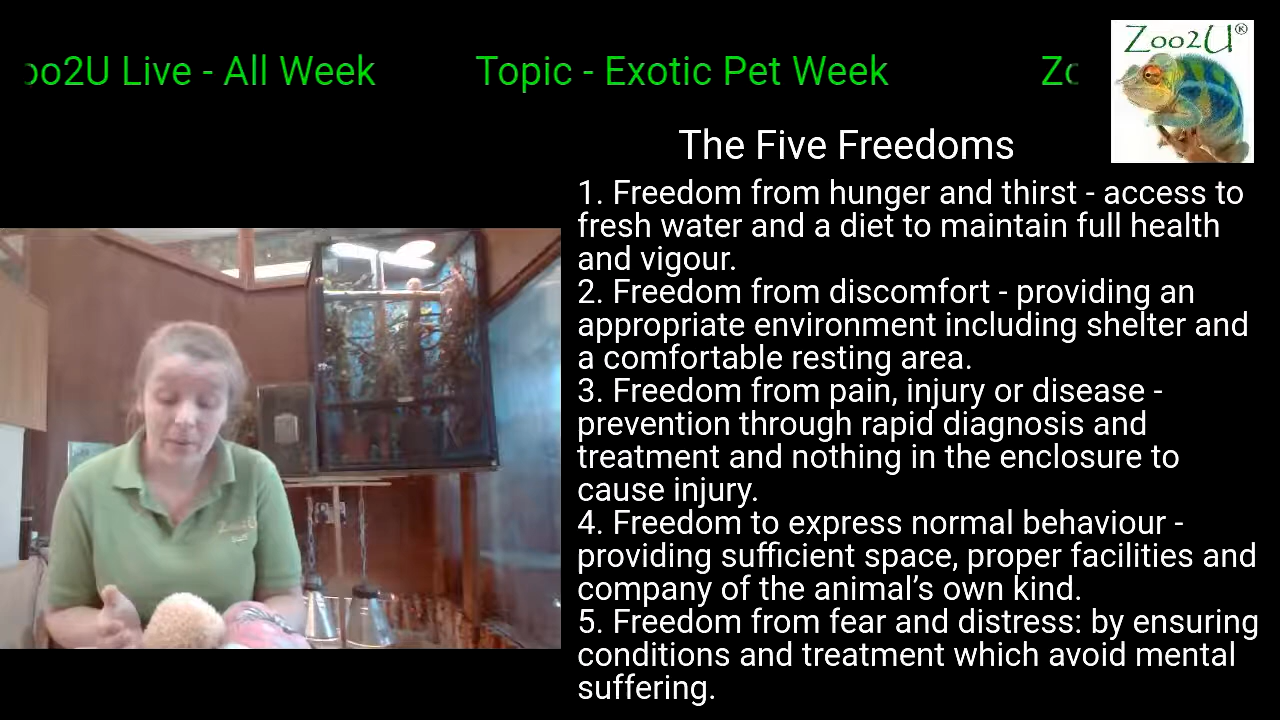 oo2U Live - All Week Topic - Exotic Pet Week Zo
Zoo2U®
The Five Freedoms
1. Freedom from hunger and thirst - access to
fresh water and a diet to maintain full health
and vigour.
2. Freedom from discomfort - providing an
appropriate environment including shelter and
a comfortable resting area.
3. Freedom from pain, injury or disease -
prevention through rapid diagnosis and
treatment and nothing in the enclosure to
cause injury.
4. Freedom to express normal behaviour -
providing sufficient space, proper facilities and
company of the animal’s own kind.
5. Freedom from fear and distress: by ensuring
conditions and treatment which avoid mental
suffering.
Zoo2U
Staff